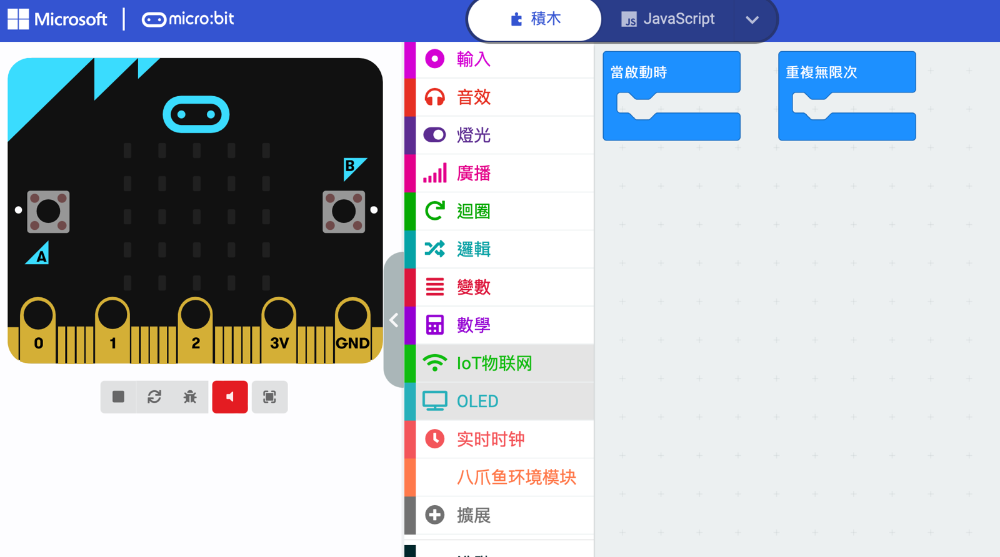 Microsoft micro:bit 積木 JavaScript
輸入
音效
燈光
廣播
迴圈
邏輯
變數
數學
IoT物联网
OLED
实时时钟
八爪鱼环境模块
擴展
當啟動時
重複無限次
B
A
0 1 2 3V GND